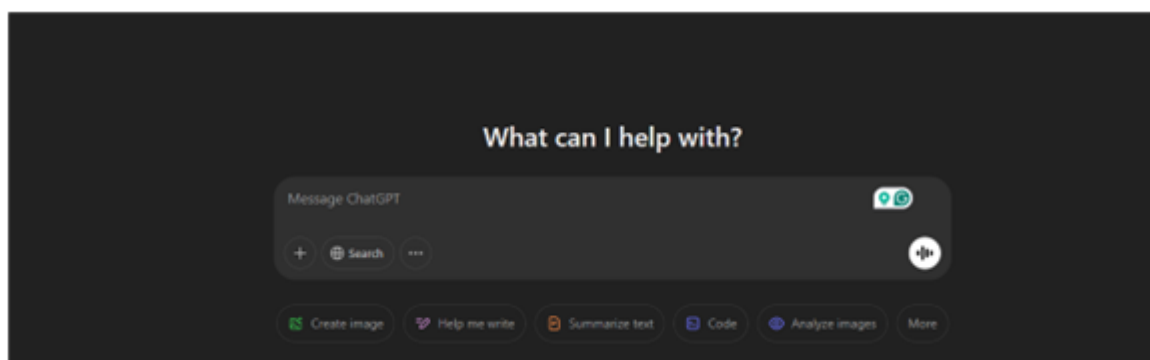 What can I help with?
Message ChatGPT
Search
Create image Help me write Summarize text Code Analyze images More